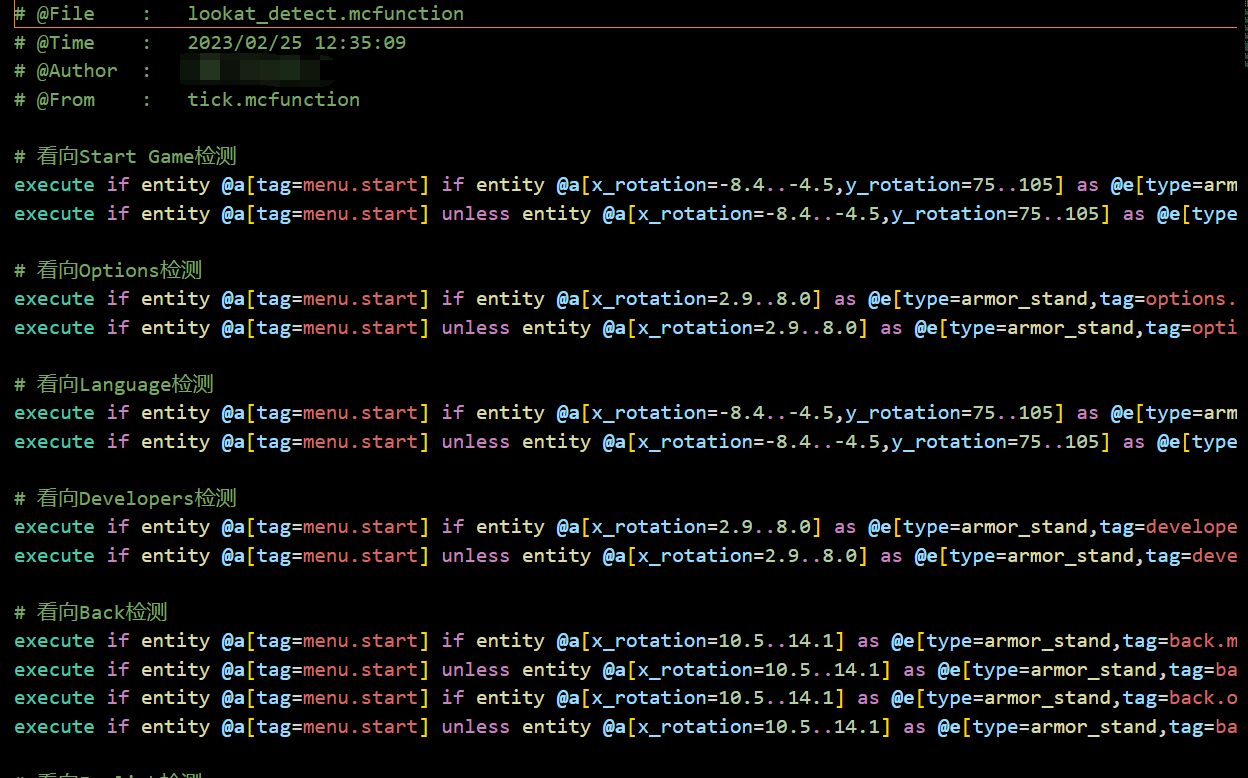 # @File    :   lookat_detect.mcfunction
# @Time    :   2023/02/25 12:35:09
# @Author  :
# @From    :   tick.mcfunction
# 看向Start Game检测
execute if entity @a[tag=menu.start] if entity @a[x_rotation=-8.4..-4.5,y_rotation=75..105] as @e[type=arm
execute if entity @a[tag=menu.start] unless entity @a[x_rotation=-8.4..-4.5,y_rotation=75..105] as @e[type
# 看向Options检测
execute if entity @a[tag=menu.start] if entity @a[x_rotation=2.9..8.0] as @e[type=armor_stand,tag=options.
execute if entity @a[tag=menu.start] unless entity @a[x_rotation=2.9..8.0] as @e[type=armor_stand,tag=opti
# 看向Language检测
execute if entity @a[tag=menu.start] if entity @a[x_rotation=-8.4..-4.5,y_rotation=75..105] as @e[type=arm
execute if entity @a[tag=menu.start] unless entity @a[x_rotation=-8.4..-4.5,y_rotation=75..105] as @e[type
# 看向Developers检测
execute if entity @a[tag=menu.start] if entity @a[x_rotation=2.9..8.0] as @e[type=armor_stand,tag=develope
execute if entity @a[tag=menu.start] unless entity @a[x_rotation=2.9..8.0] as @e[type=armor_stand,tag=deve
# 看向Back检测
execute if entity @a[tag=menu.start] if entity @a[x_rotation=10.5..14.1] as @e[type=armor_stand,tag=back.m
execute if entity @a[tag=menu.start] unless entity @a[x_rotation=10.5..14.1] as @e[type=armor_stand,tag=ba
execute if entity @a[tag=menu.start] if entity @a[x_rotation=10.5..14.1] as @e[type=armor_stand,tag=back.o
execute if entity @a[tag=menu.start] unless entity @a[x_rotation=10.5..14.1] as @e[type=armor_stand,tag=ba